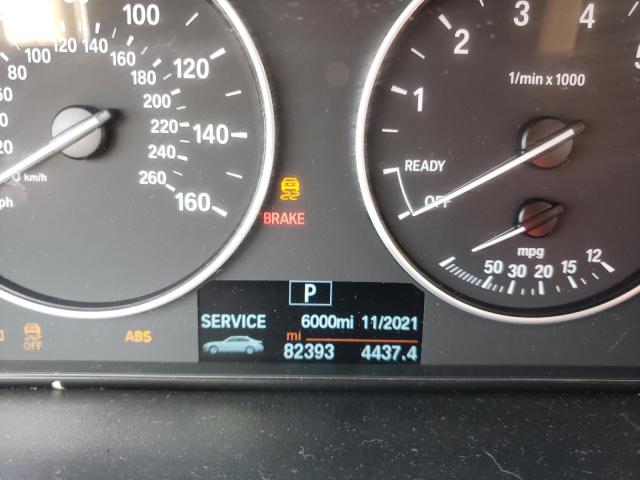 100
80
100
120
140
160
180
200
220
240
260
120
140
160
km/h
BRAKE
OFF
ABS
P
SERVICE 6000mi 11/2021
mi
82393 4437.4
1
2
3
4
1/min x 1000
READY
OFF
mpg
50 30 20 15 12